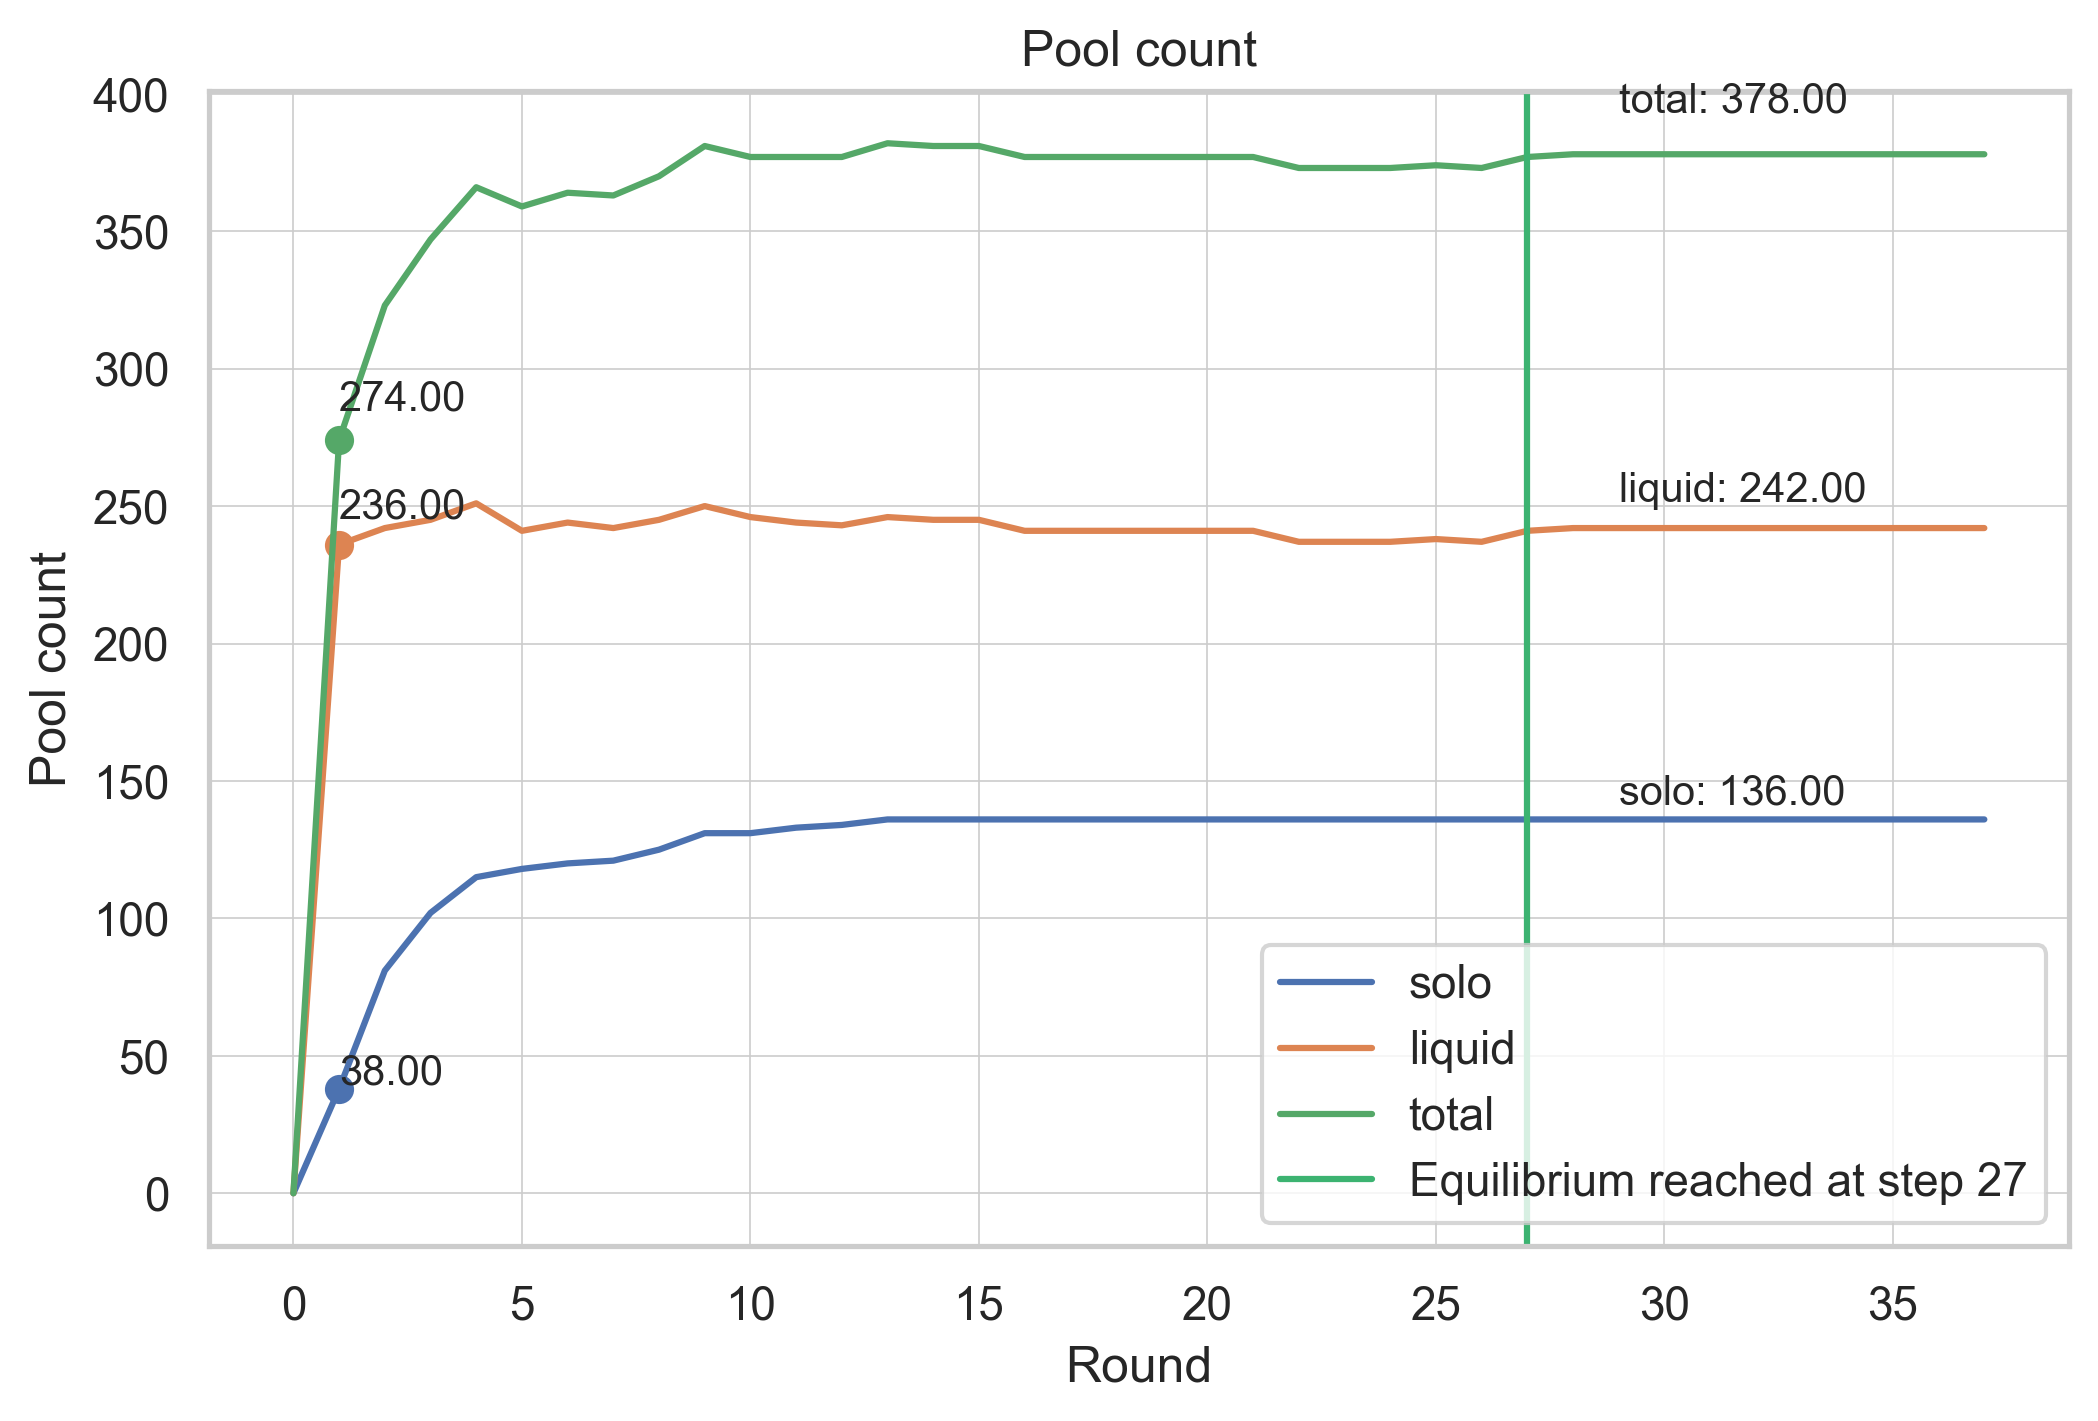 Pool count
400
350
300
250
200
150
100
50
0
Pool count
total: 378.00
274.00
236.00
liquid: 242.00
solo: 136.00
38.00
solo
liquid
total
Equilibrium reached at step 27
0 5 10 15 20 25 30 35
Round